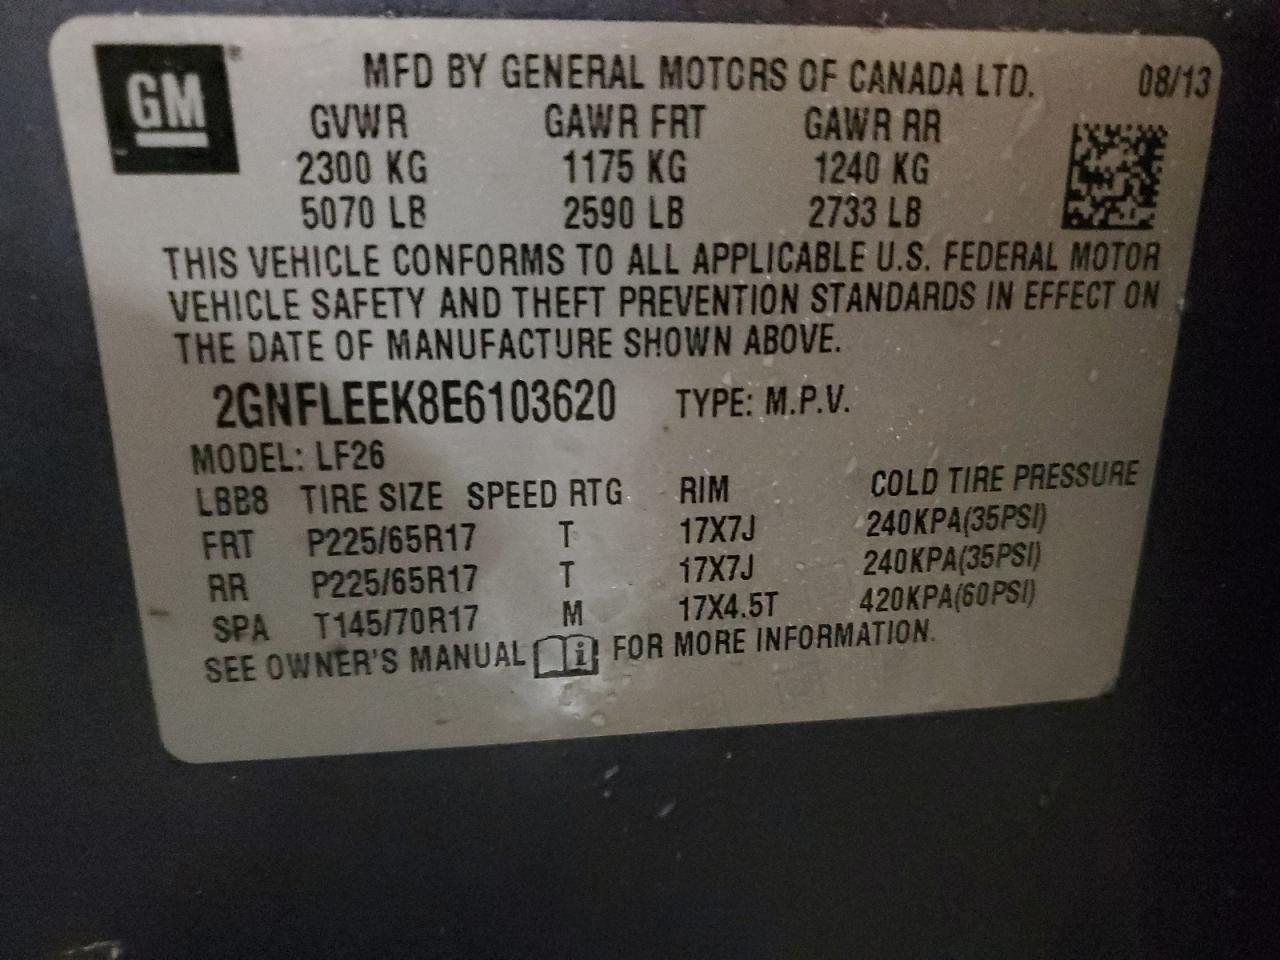 GM
MFD BY GENERAL MOTORS OF CANADA LTD. 08/13
GVWR GAWR FRT GAWR RR
2300 KG 1175 KG 1240 KG
5070 LB 2590 LB 2733 LB
THIS VEHICLE CONFORMS TO ALL APPLICABLE U.S. FEDERAL MOTOR
VEHICLE SAFETY AND THEFT PREVENTION STANDARDS IN EFFECT ON
THE DATE OF MANUFACTURE SHOWN ABOVE.
2GNFLEEK8E6103620 TYPE: M.P.V.
MODEL: LF26
LBB8 TIRE SIZE SPEED RTG RIM COLD TIRE PRESSURE
FRT P225/65R17 T 17X7J 240KPA(35PSI)
RR P225/65R17 T 17X7J 240KPA(35PSI)
SPA T145/70R17 M 17X4.5T 420KPA(60PSI)
SEE OWNER'S MANUAL i FOR MORE INFORMATION.